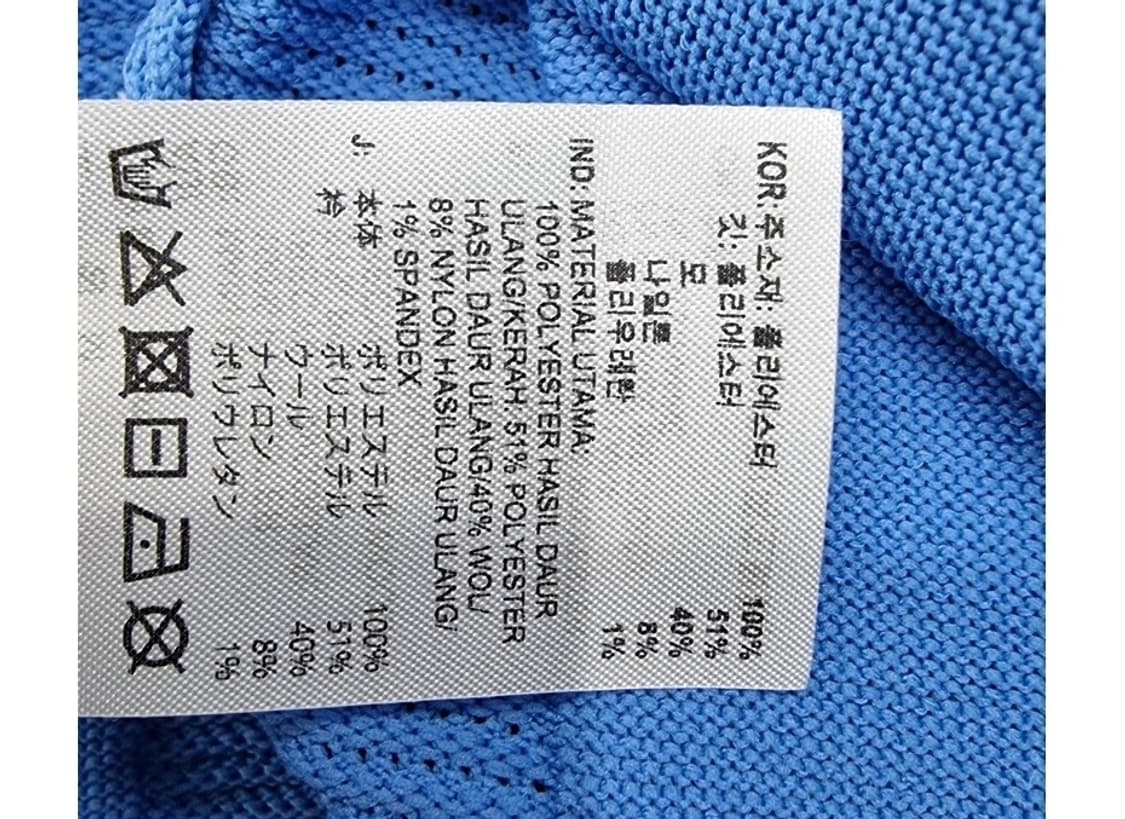 KOR: 주소재: 폴리에스터 100%
깃: 폴리에스터 51%
모 40%
나일론 8%
폴리우레탄 1%
IND: MATERIAL UTAMA:
100% POLYESTER HASIL DAUR
ULANG/KERAH: 51% POLYESTER
HASIL DAUR ULANG/40% WOL/
8% NYLON HASIL DAUR ULANG/
1% SPANDEX
J: 本体 ポリエステル 100%
衿 ポリエステル 51%
ウール 40%
ナイロン 8%
ポリウレタン 1%